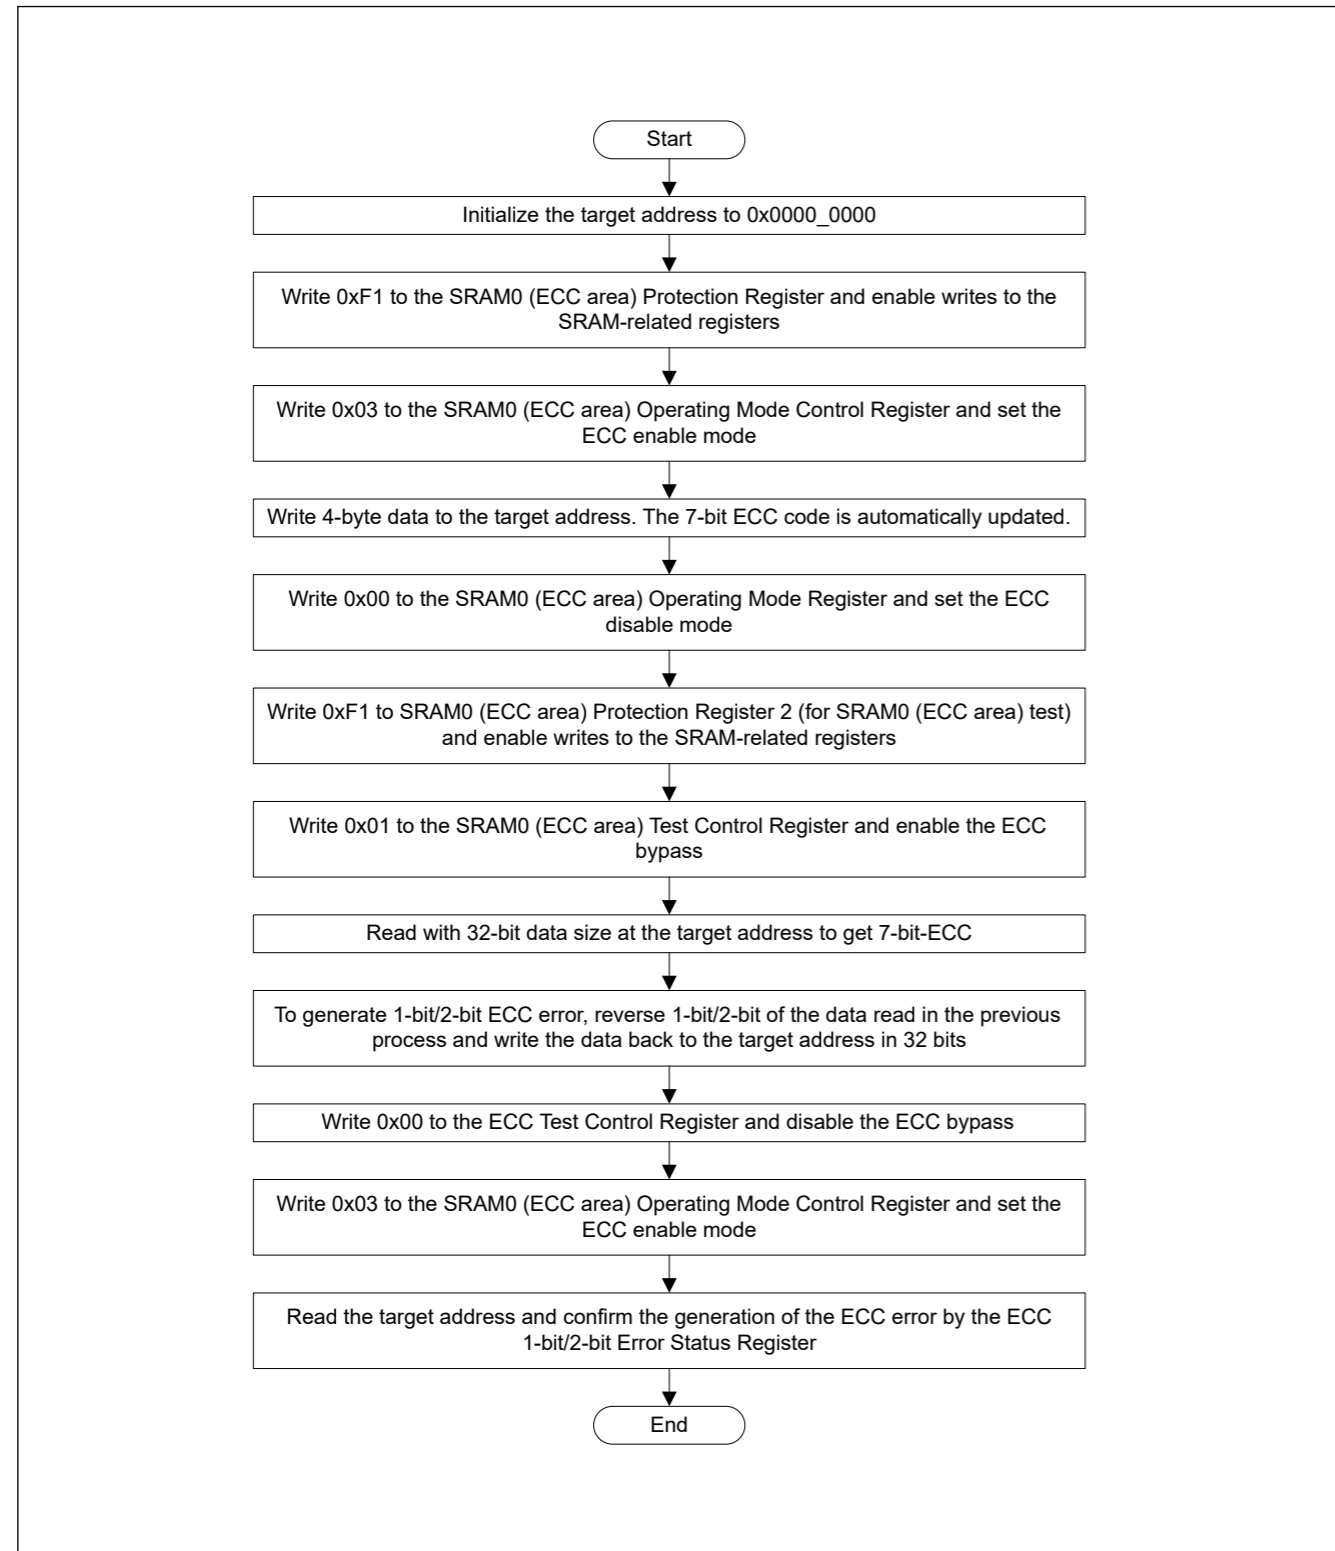 Start
Initialize the target address to 0x0000_0000
Write 0xF1 to the SRAM0 (ECC area) Protection Register and enable writes to the
SRAM-related registers
Write 0x03 to the SRAM0 (ECC area) Operating Mode Control Register and set the
ECC enable mode
Write 4-byte data to the target address. The 7-bit ECC code is automatically updated.
Write 0x00 to the SRAM0 (ECC area) Operating Mode Register and set the ECC
disable mode
Write 0xF1 to SRAM0 (ECC area) Protection Register 2 (for SRAM0 (ECC area) test)
and enable writes to the SRAM-related registers
Write 0x01 to the SRAM0 (ECC area) Test Control Register and enable the ECC
bypass
Read with 32-bit data size at the target address to get 7-bit-ECC
To generate 1-bit/2-bit ECC error, reverse 1-bit/2-bit of the data read in the previous
process and write the data back to the target address in 32 bits
Write 0x00 to the ECC Test Control Register and disable the ECC bypass
Write 0x03 to the SRAM0 (ECC area) Operating Mode Control Register and set the
ECC enable mode
Read the target address and confirm the generation of the ECC error by the ECC
1-bit/2-bit Error Status Register
End